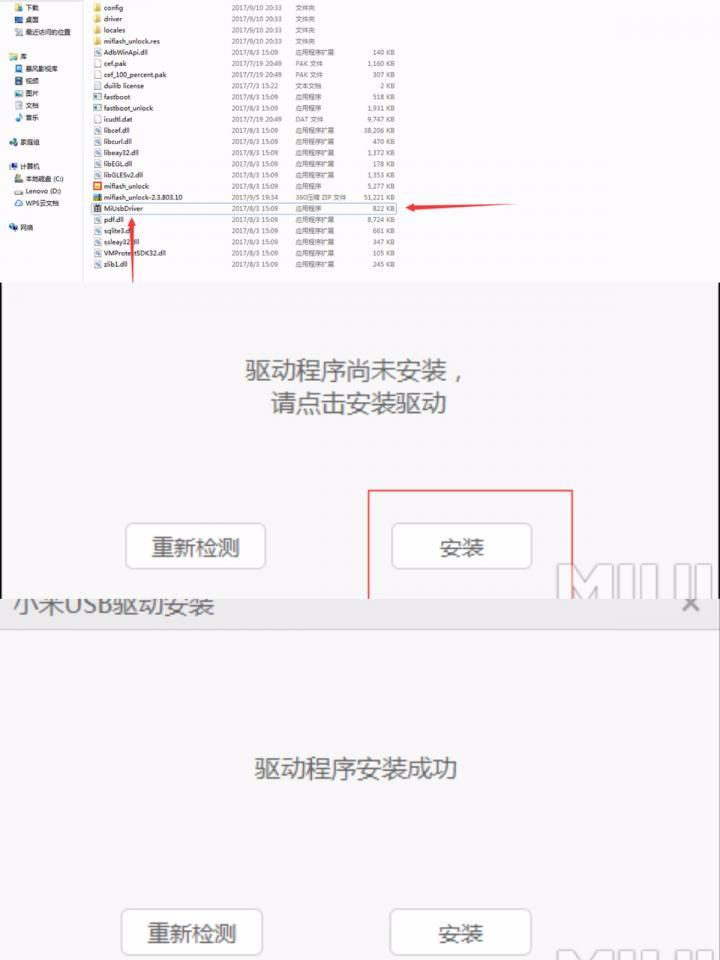 下载
桌面
最近访问的位置
库
暴风影视库
视频
图片
文档
音乐
家庭组
计算机
本地磁盘 (C:)
Lenovo (D:)
WPS云文档
网络
config 2017/9/10 20:33 文件夹
driver 2017/9/10 20:33 文件夹
locales 2017/9/10 20:33 文件夹
miflash_unlock.res 2017/9/10 20:33 文件夹
AdbWinApi.dll 2017/8/3 15:09 应用程序扩展 140 KB
cef.pak 2017/7/19 20:49 PAK 文件 1,160 KB
cef_100_percent.pak 2017/7/19 20:49 PAK 文件 307 KB
duilib license 2017/7/3 15:22 文本文档 2 KB
fastboot 2017/8/3 15:09 应用程序 518 KB
fastboot_unlock 2017/8/3 15:09 应用程序 1,931 KB
icudtl.dat 2017/7/19 20:49 DAT 文件 9,747 KB
libcef.dll 2017/8/3 15:09 应用程序扩展 38,206 KB
libcurl.dll 2017/8/3 15:09 应用程序扩展 470 KB
libeay32.dll 2017/8/3 15:09 应用程序扩展 1,372 KB
libEGL.dll 2017/8/3 15:09 应用程序扩展 178 KB
libGLESv2.dll 2017/8/3 15:09 应用程序扩展 1,353 KB
miflash_unlock 2017/8/3 15:09 应用程序 5,277 KB
miflash_unlock-2.3.803.10 2017/9/5 19:34 360压缩 ZIP 文件 51,221 KB
MiUsbDriver 2017/8/3 15:09 应用程序 822 KB
pdf.dll 2017/8/3 15:09 应用程序扩展 8,724 KB
sqlite3.dll 2017/8/3 15:09 应用程序扩展 661 KB
ssleay32.dll 2017/8/3 15:09 应用程序扩展 347 KB
VMProtectSDK32.dll 2017/8/3 15:09 应用程序扩展 105 KB
zlib1.dll 2017/8/3 15:09 应用程序扩展 245 KB
驱动程序尚未安装，
请点击安装驱动
重新检测 安装
MIUI
小米USB驱动安装
驱动程序安装成功
重新检测 安装
MIUI